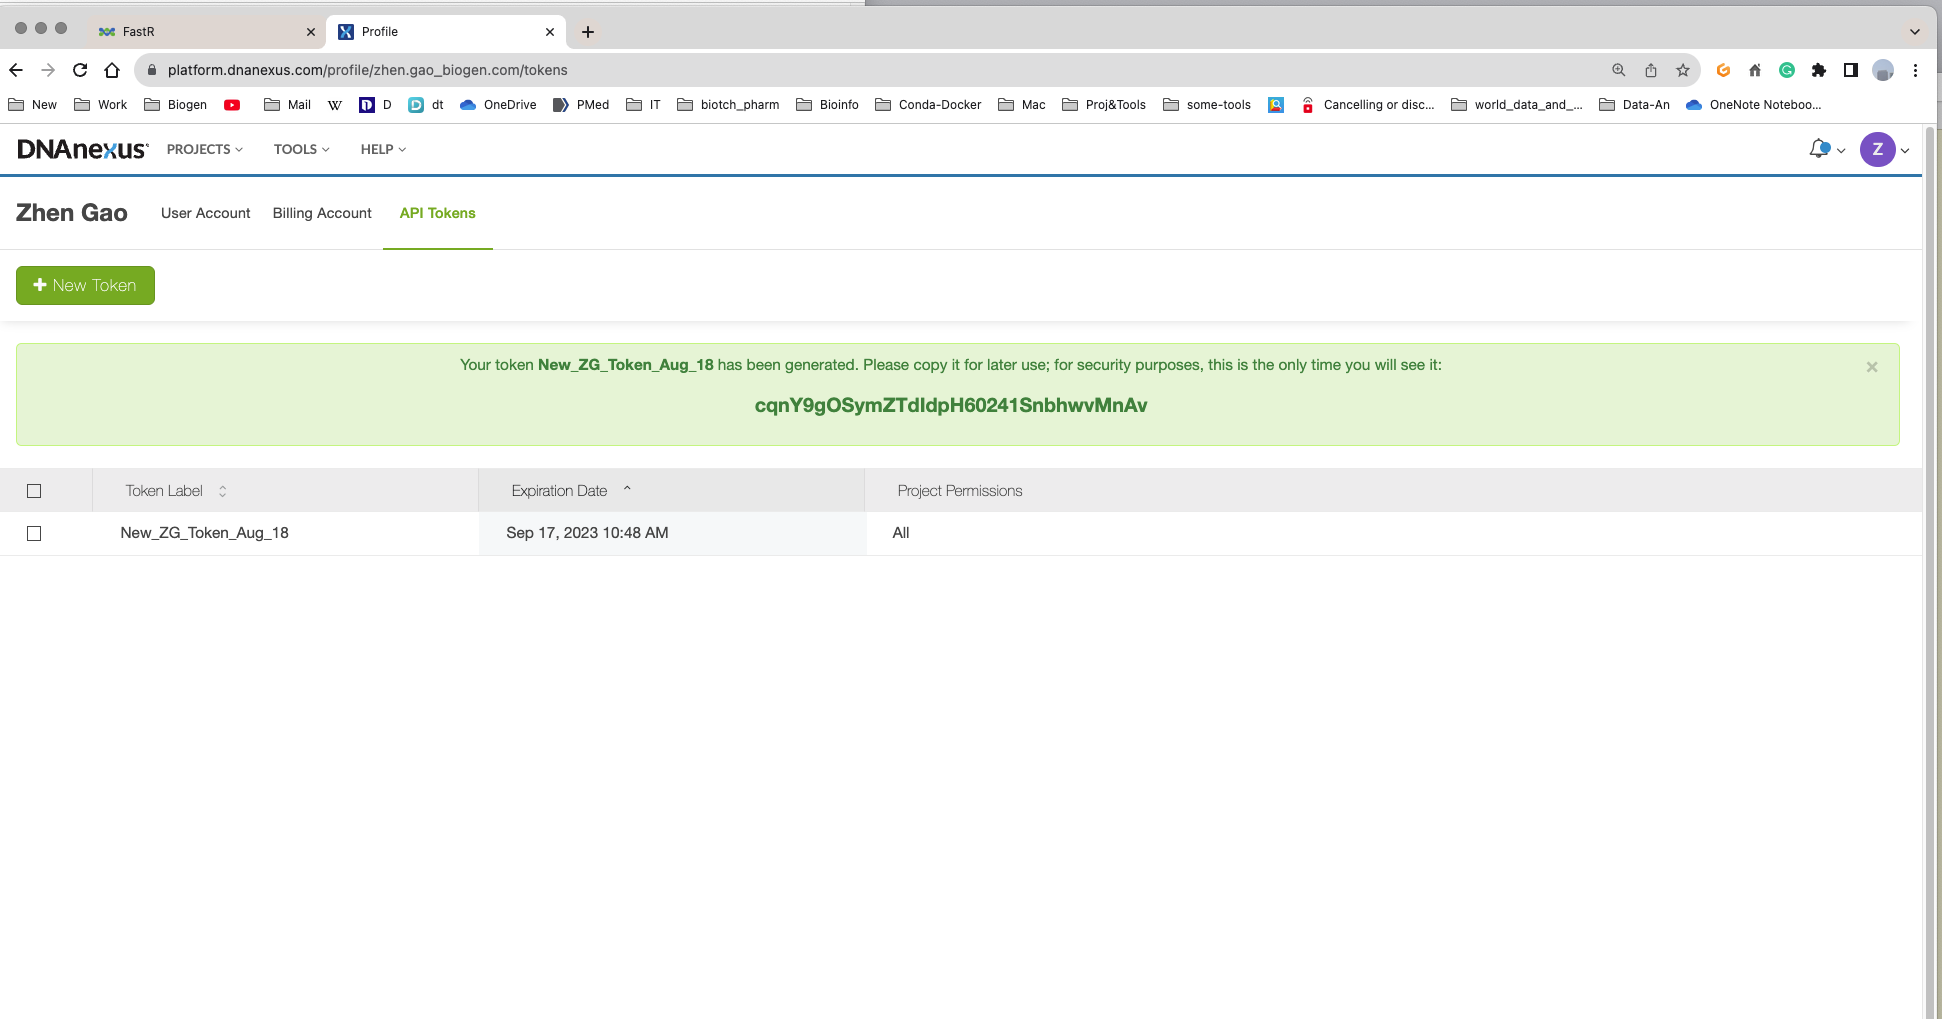 FastR
Profile
platform.dnanexus.com/profile/zhen.gao_biogen.com/tokens
New Work Biogen Mail W D dt OneDrive PMed IT biotch_pharm Bioinfo Conda-Docker Mac Proj&Tools some-tools Cancelling or disc... world_data_and_... Data-An OneNote Noteboo...
DNAnexus PROJECTS TOOLS HELP Z
Zhen Gao User Account Billing Account API Tokens
+ New Token
Your token New_ZG_Token_Aug_18 has been generated. Please copy it for later use; for security purposes, this is the only time you will see it:
Token Label Expiration Date Project Permissions
New_ZG_Token_Aug_18 Sep 17, 2023 10:48 AM All